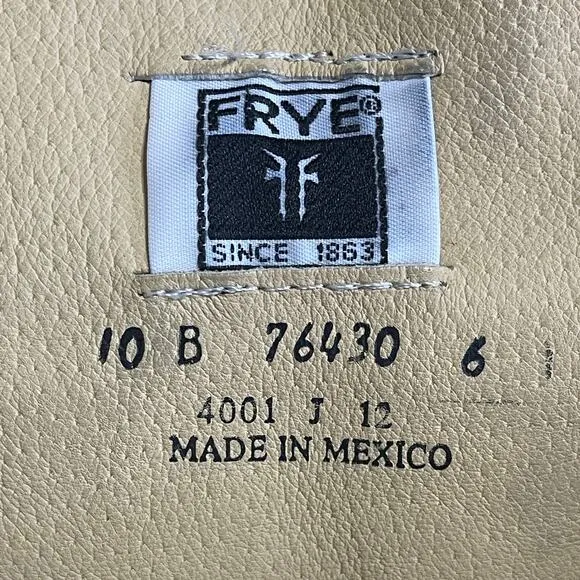 FRYE®
SINCE 1863
10 B 76430 6
4001 J 12
MADE IN MEXICO